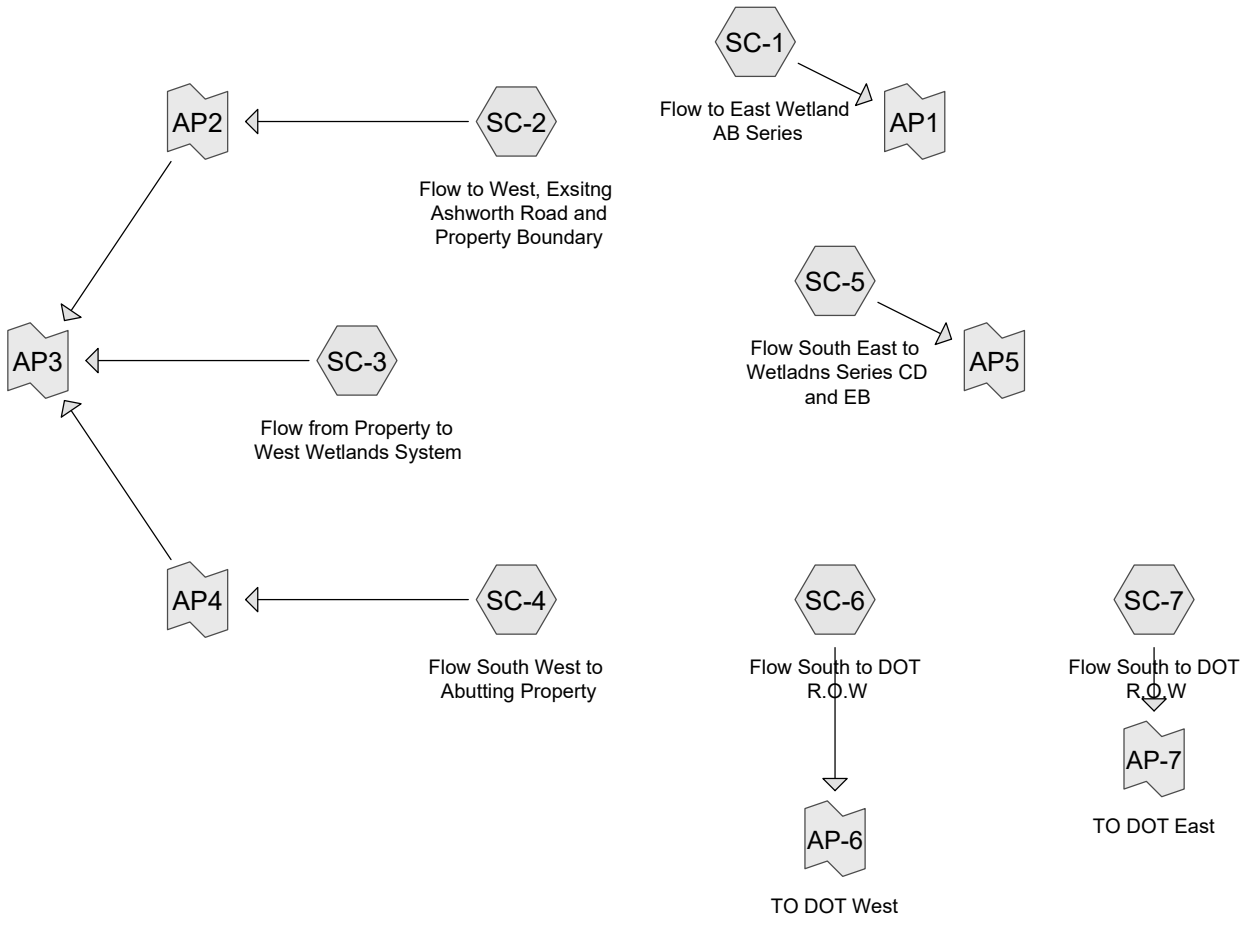 SC-1
Flow to East Wetland
AB Series
AP1
AP2
SC-2
Flow to West, Exsitng
Ashworth Road and
Property Boundary
SC-5
Flow South East to
Wetladns Series CD
and EB
AP5
AP3
SC-3
Flow from Property to
West Wetlands System
AP4
SC-4
Flow South West to
Abutting Property
SC-6
Flow South to DOT
R.O.W
AP-6
TO DOT West
SC-7
Flow South to DOT
R.O.W
AP-7
TO DOT East